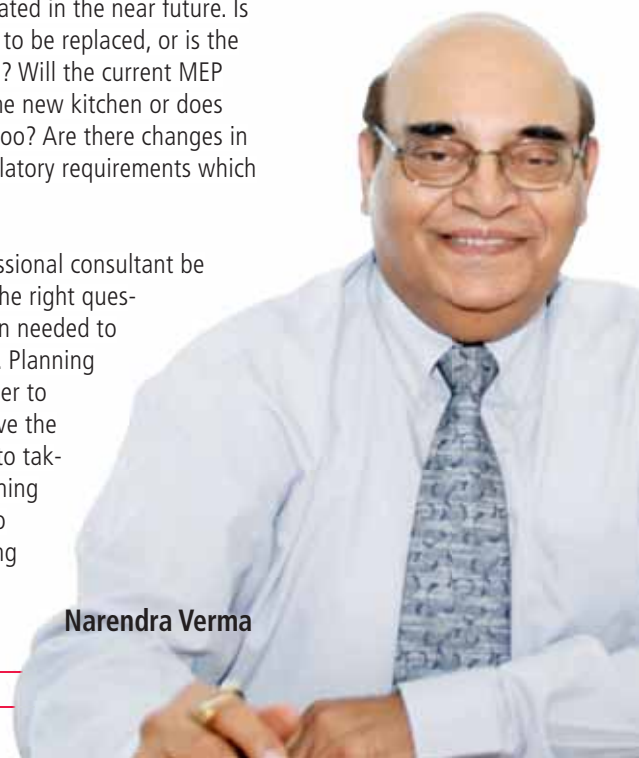 ated in the near future. Is
to be replaced, or is the
? Will the current MEP
ne new kitchen or does
oo? Are there changes in
latory requirements which
ssional consultant be
he right ques-
n needed to
. Planning
er to
ve the
to tak-
ning
o
ng
Narendra Verma